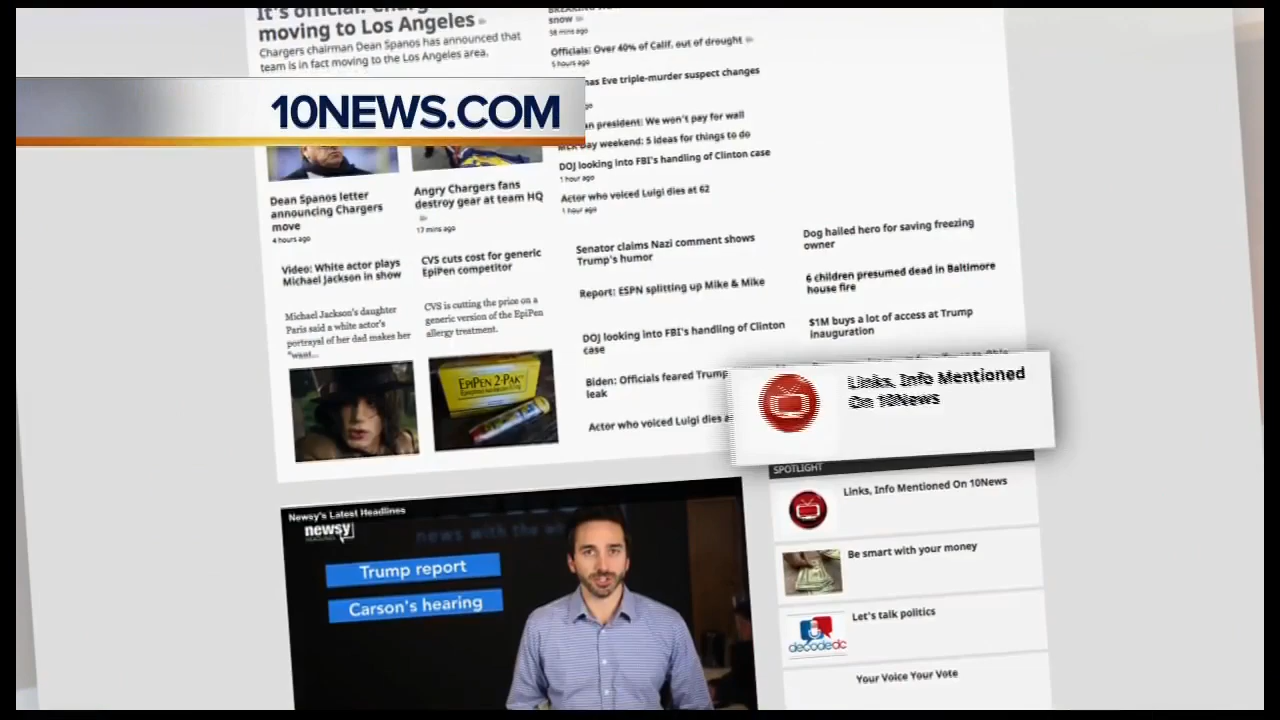 moving to Los Angeles
Chargers chairman Dean Spanos has announced that
team is in fact moving to the Los Angeles area.
10NEWS.COM
snow
38 mins ago
Officials: Over 40% of Calif. out of drought
5 hours ago
Eve triple-murder suspect changes
president: We won't pay for wall
MLK Day weekend: 5 ideas for things to do
DOJ looking into FBI's handling of Clinton case
1 hour ago
Actor who voiced Luigi dies at 62
1 hour ago
Dean Spanos letter
announcing Chargers
move
4 hours ago
Angry Chargers fans
destroy gear at team HQ
17 mins ago
Video: White actor plays
Michael Jackson in show
Michael Jackson's daughter
Paris said a white actor's
portrayal of her dad makes her
"want...
CVS cuts cost for generic
EpiPen competitor
CVS is cutting the price on a
generic version of the EpiPen
allergy treatment.
EPIPEN 2-PAK
Senator claims Nazi comment shows
Trump's humor
Report: ESPN splitting up Mike & Mike
DOJ looking into FBI's handling of Clinton
case
Biden: Officials feared Trump
leak
Actor who voiced Luigi dies
Dog hailed hero for saving freezing
owner
6 children presumed dead in Baltimore
house fire
$1M buys a lot of access at Trump
inauguration
Links, Info Mentioned
On 10News
Newsy's Latest Headlines
newsy
HEADLINES
news with the
Trump report
Carson's hearing
SPOTLIGHT
Links, Info Mentioned On 10News
Be smart with your money
Let's talk politics
decodedc
Your Voice Your Vote